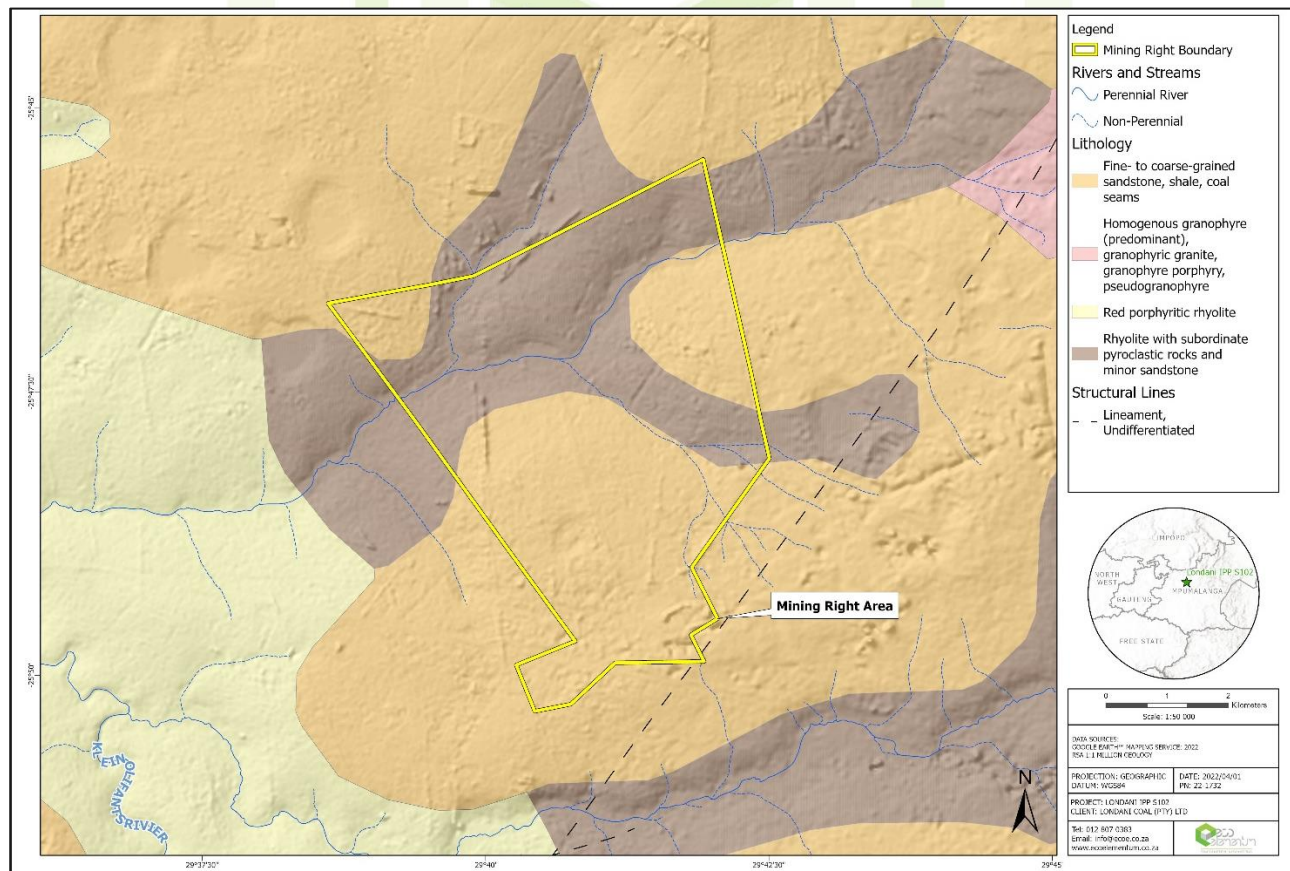 Legend
Mining Right Boundary
Rivers and Streams
Perennial River
Non-Perennial
Lithology
Fine- to coarse-grained
sandstone, shale, coal
seams
Homogenous granophyre
(predominant),
granophyric granite,
granophyre porphyry,
pseudogranophyre
Red porphyritic rhyolite
Rhyolite with subordinate
pyroclastic rocks and
minor sandstone
Structural Lines
Lineament,
Undifferentiated
-25°45'
-25°47'30"
-25°50'
Mining Right Area
KLEIN OLIFANTSRIVIER
N
29°37'30"
29°40'
29°42'30"
29°45'
LIMPOPO
Londani IPP S102
NORTH
WEST
MPUMALANGA
GAUTENG
FREE STATE
0 1 2
Kilometers
Scale: 1:50 000
DATA SOURCES:
GOOGLE EARTH™ MAPPING SERVICE, 2022
RSA 1:1 MILLION GEOLOGY
PROJECTION: GEOGRAPHIC
DATUM: WGS84
DATE: 2022/04/01
PN: 22-1732
PROJECT: LONDANI IPP S102
CLIENT: LONDANI COAL (PTY) LTD
Tel: 012 807 0383
Email: info@ecoe.co.za
www.ecoelementum.co.za
eco
elementum